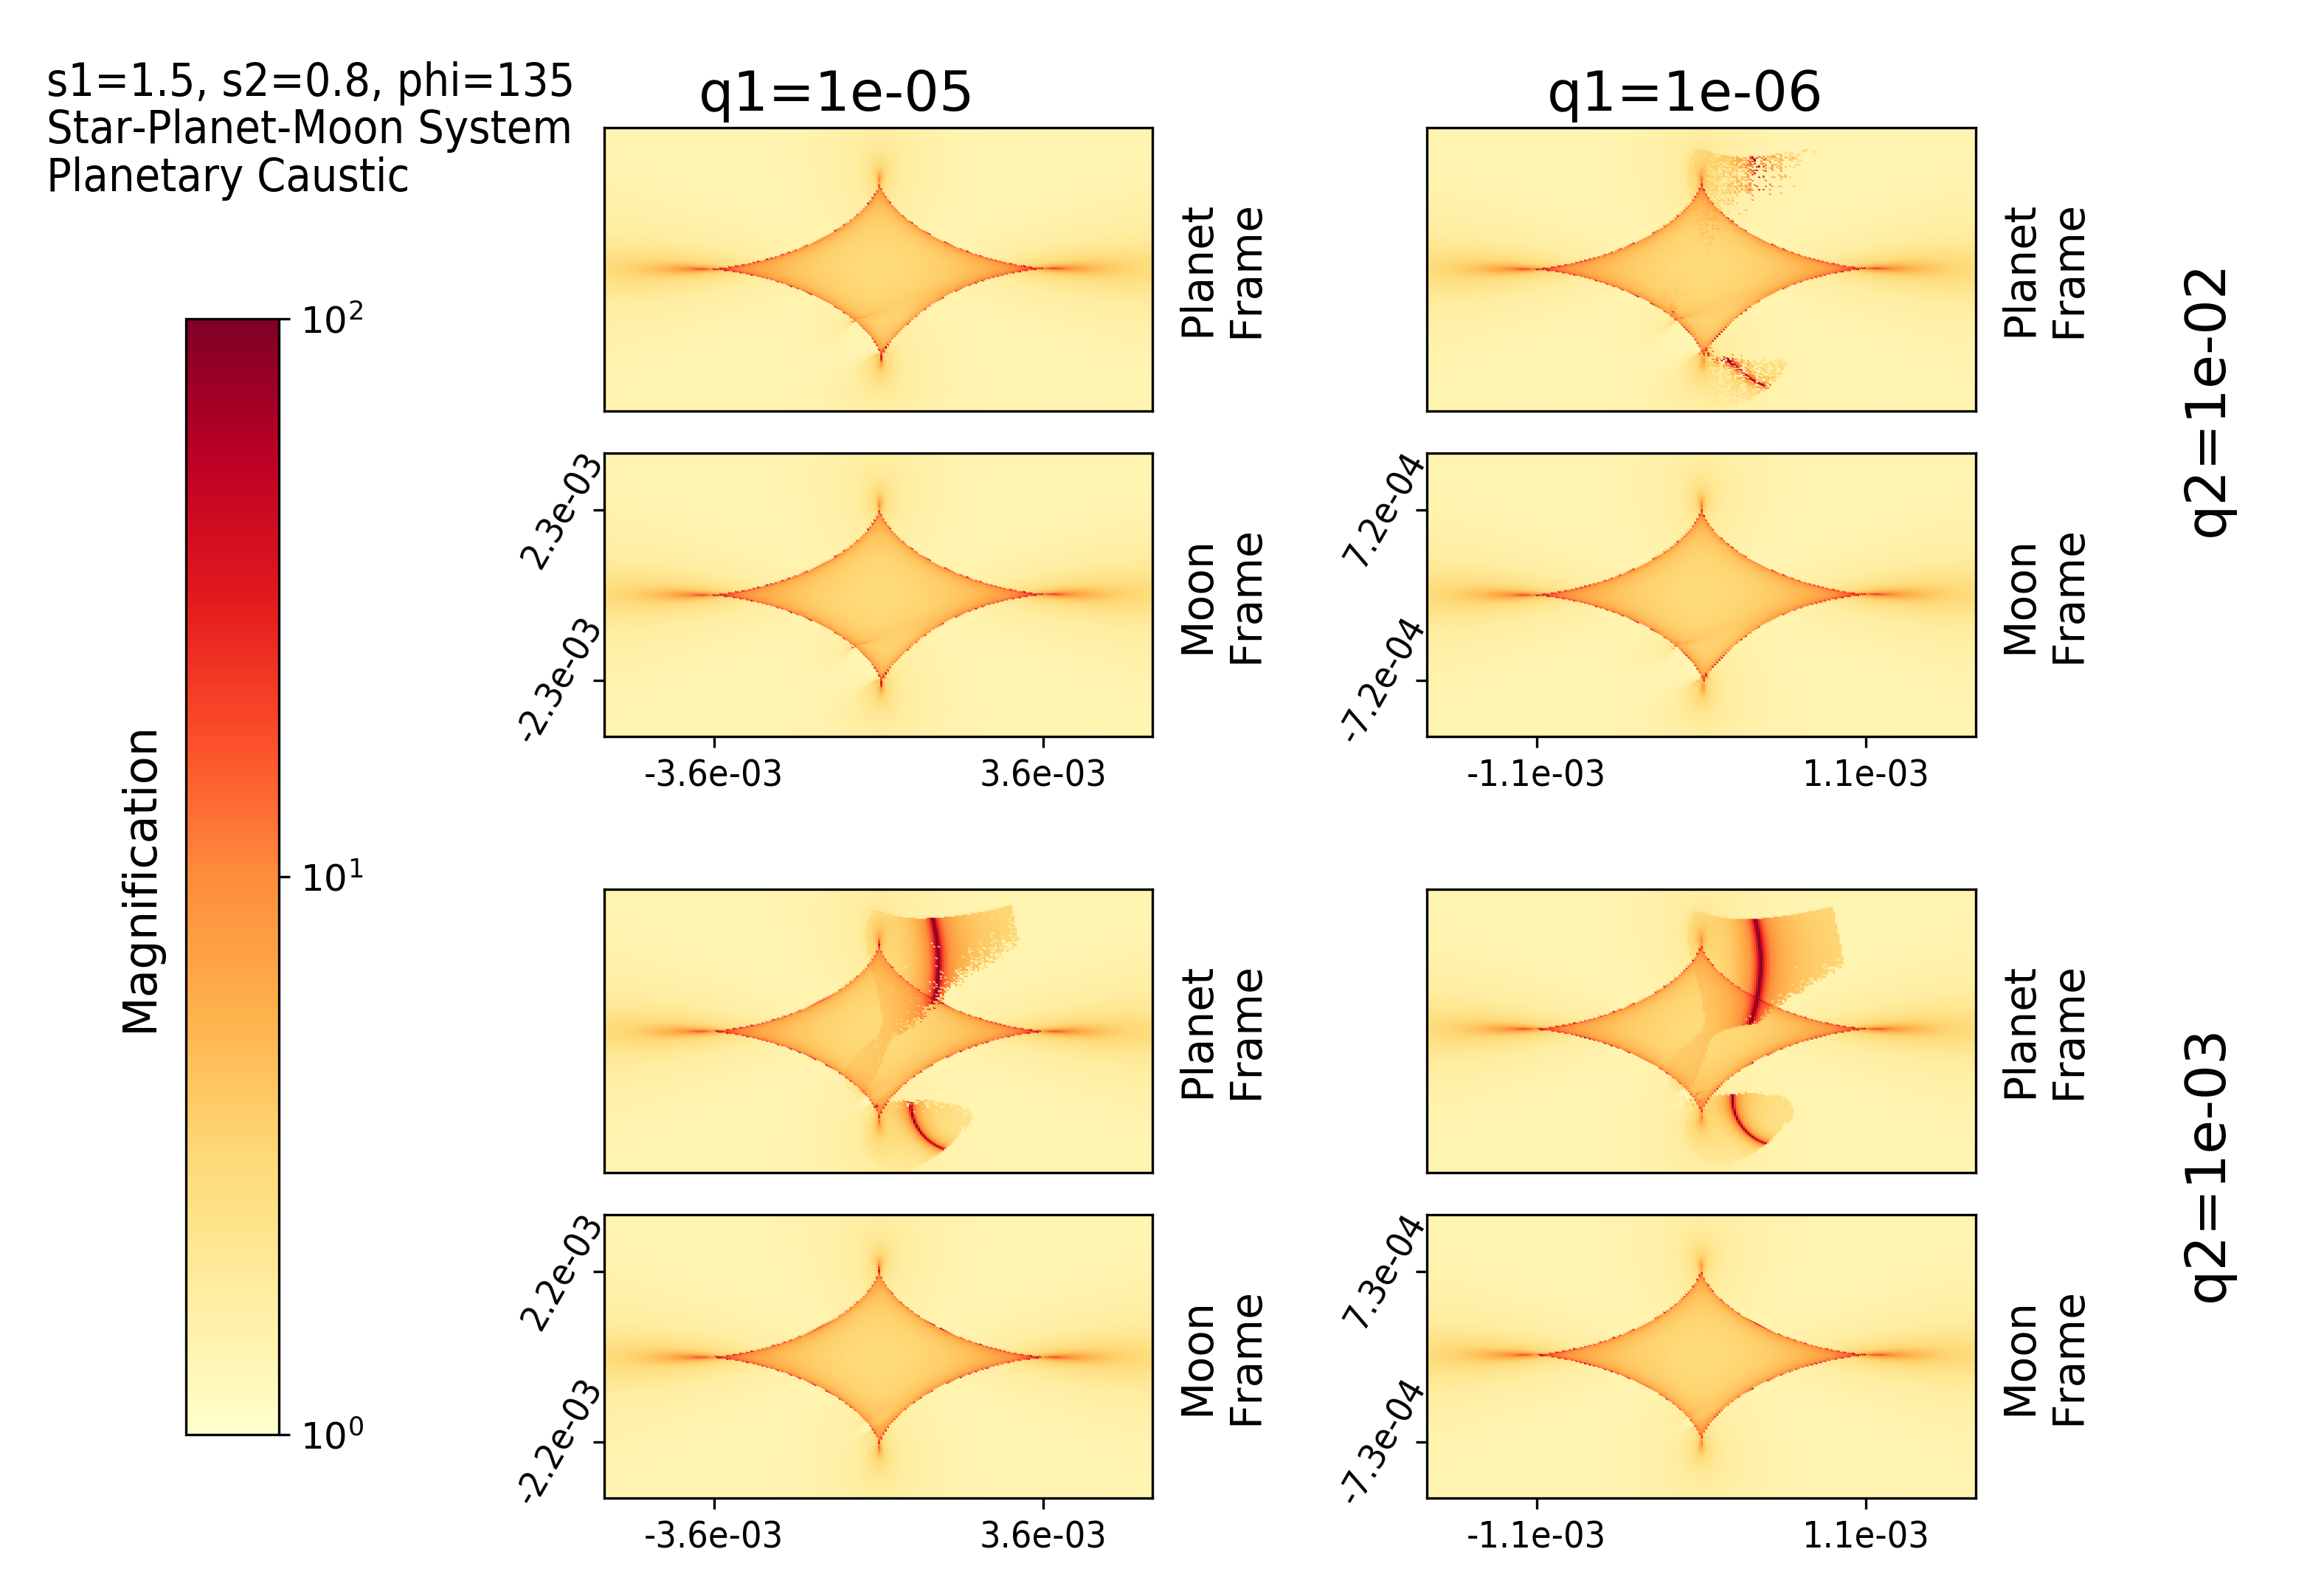 s1=1.5, s2=0.8, phi=135
Star-Planet-Moon System
Planetary Caustic
q1=1e-05
q1=1e-06
Planet
Frame
Planet
Frame
q2=1e-02
2.3e-03
-2.3e-03
Moon
Frame
7.2e-04
-7.2e-04
Moon
Frame
-3.6e-03
3.6e-03
-1.1e-03
1.1e-03
Magnification
10²
10¹
10⁰
Planet
Frame
Planet
Frame
q2=1e-03
2.2e-03
-2.2e-03
Moon
Frame
7.3e-04
-7.3e-04
Moon
Frame
-3.6e-03
3.6e-03
-1.1e-03
1.1e-03